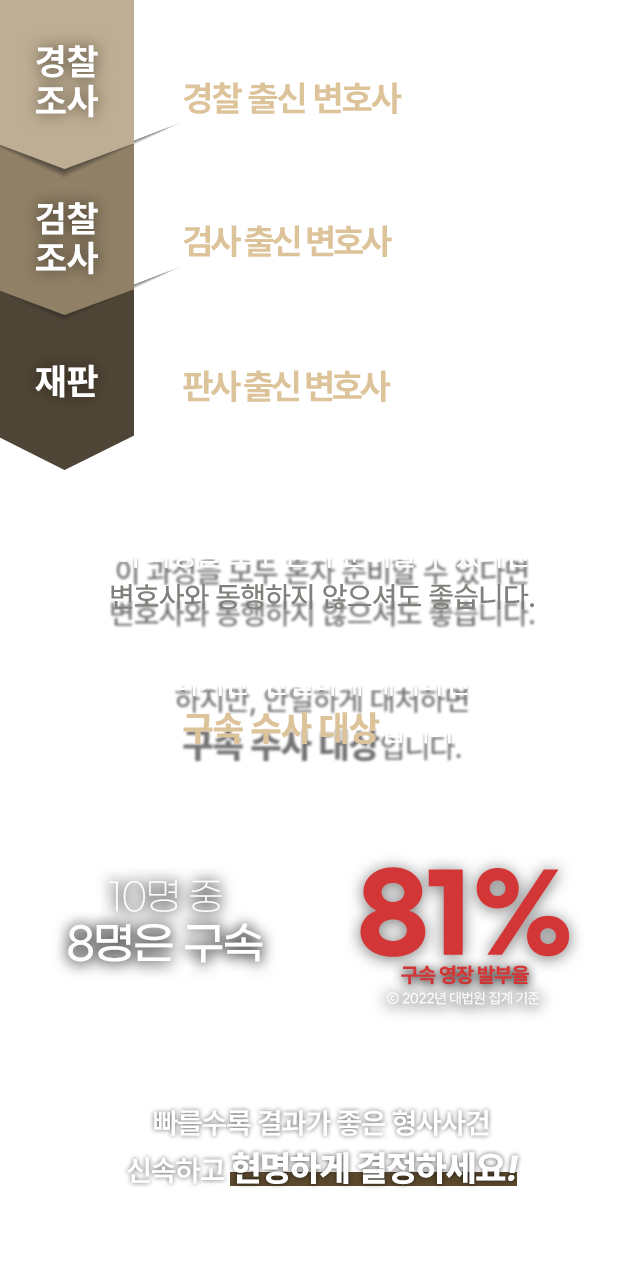 경찰
조사
경찰 출신 변호사
검찰
조사
검사 출신 변호사
재판
판사 출신 변호사
이 과정을 모두 혼자 준비할 수 있다면
변호사와 동행하지 않으셔도 좋습니다.
하지만, 안일하게 대처하면
구속 수사 대상입니다.
10명 중
8명은 구속
81%
구속 영장 발부율
© 2022년 대법원 집계 기준
빠를수록 결과가 좋은 형사사건
신속하고 현명하게 결정하세요!